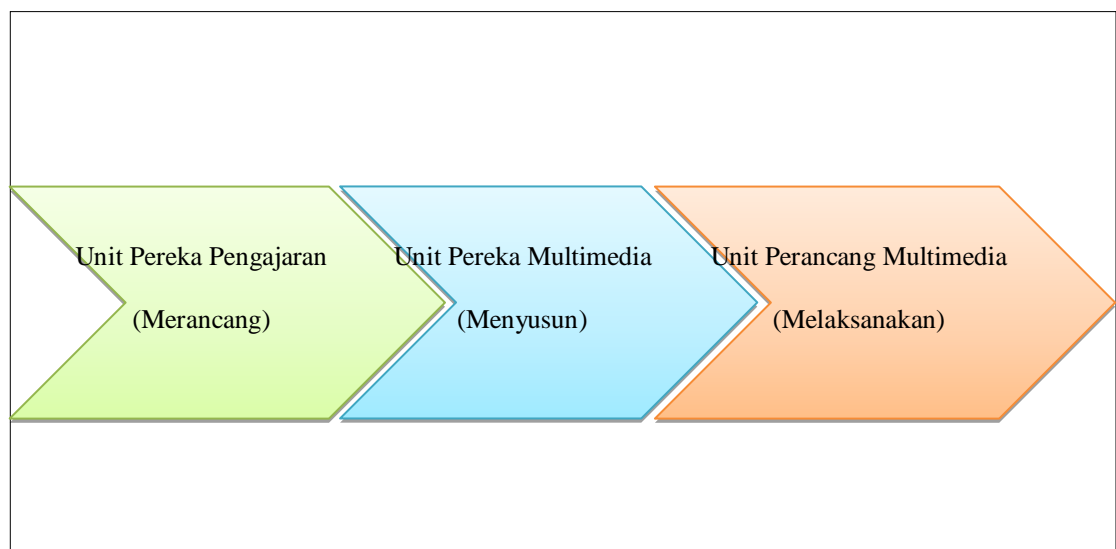 Unit Pereka Pengajaran
(Merancang)
Unit Pereka Multimedia
(Menyusun)
Unit Perancang Multimedia
(Melaksanakan)